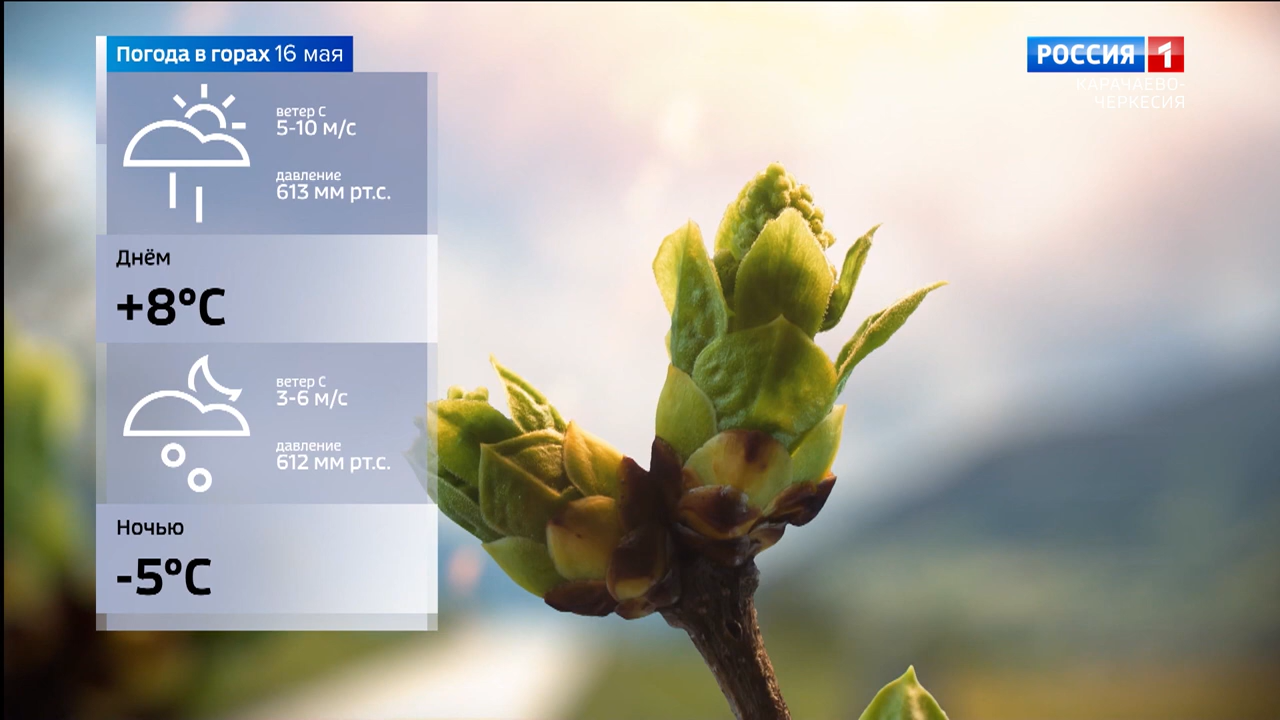 Погода в горах 16 мая
РОССИЯ 1
КАРАЧАЕВО-
ЧЕРКЕСИЯ
ветер С
5-10 м/с
давление
613 мм рт.с.
Днём
+8°C
ветер С
3-6 м/с
давление
612 мм рт.с.
Ночью
-5°C